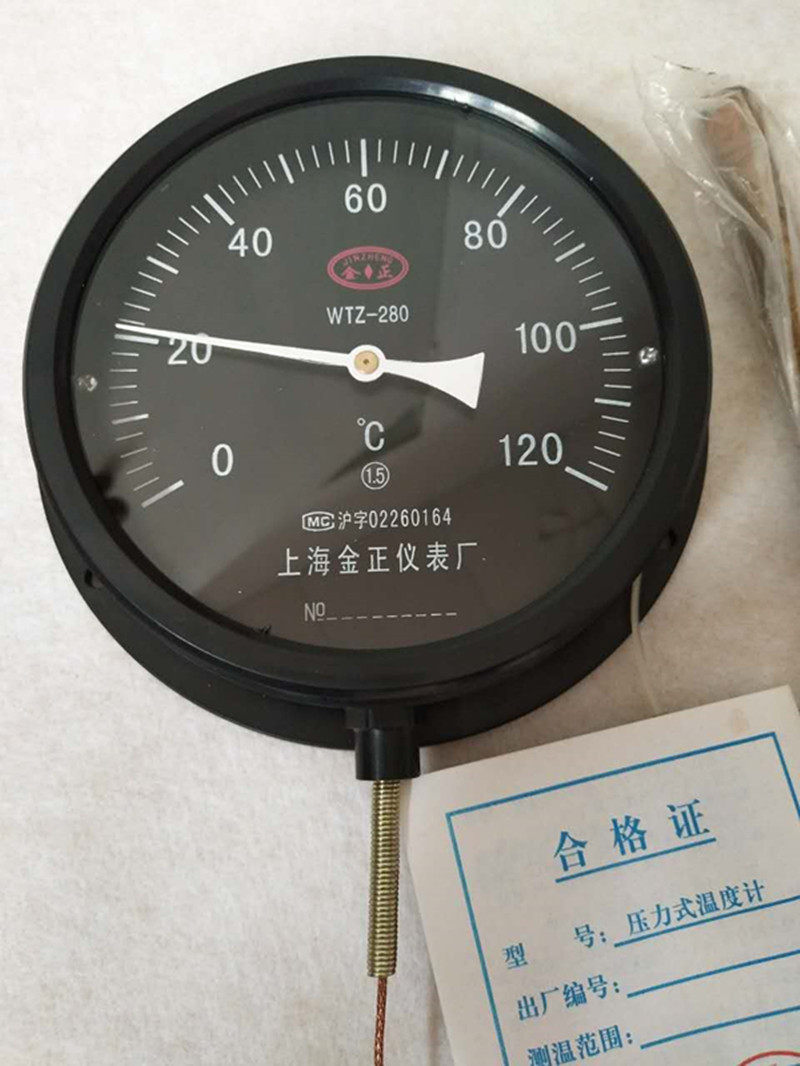 60
40
80
JINZHENG
金正
WTZ-280
20
100
℃
0
120
1.5
MC 沪字02260164
上海金正仪表厂
№
合格证
型 号：压力式温度计
出厂编号：
测温范围：